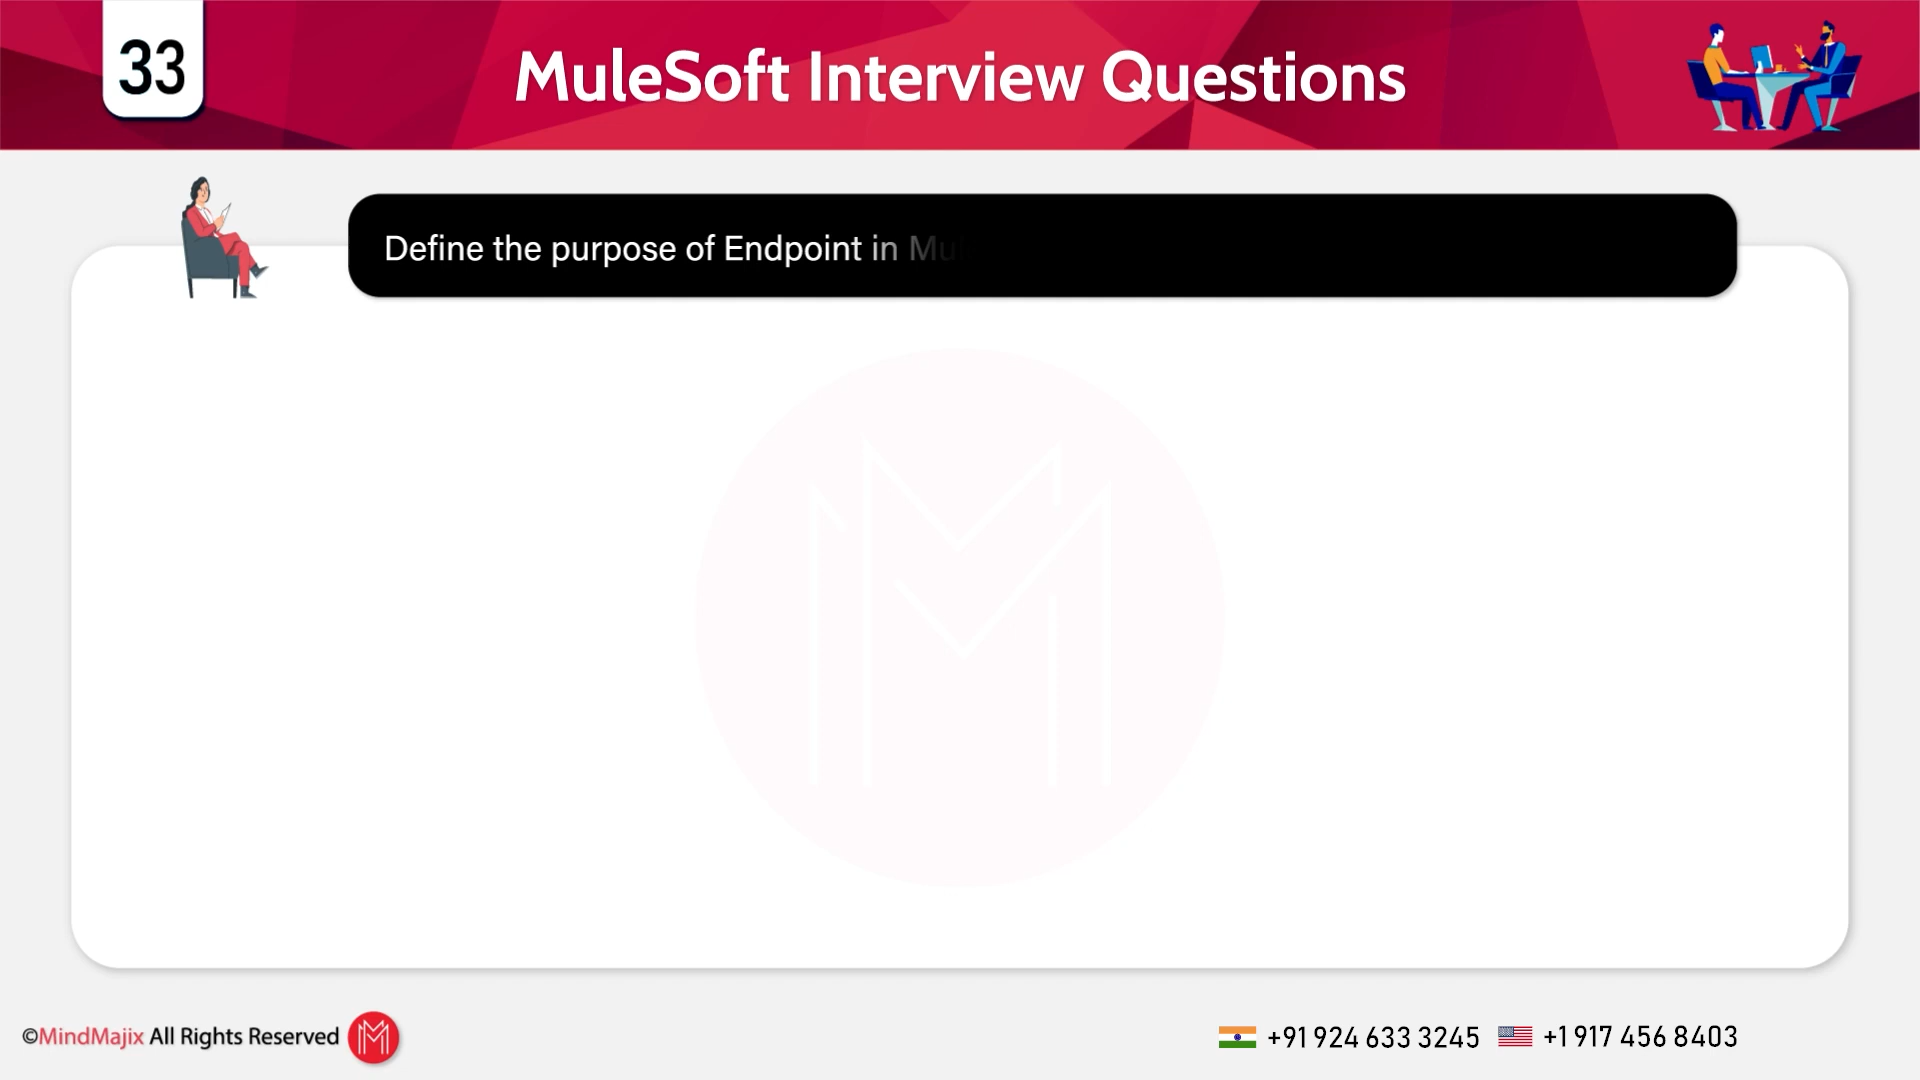 33
MuleSoft Interview Questions
Define the purpose of Endpoint in Mul
©MindMajix All Rights Reserved
+91 924 633 3245
+1 917 456 8403